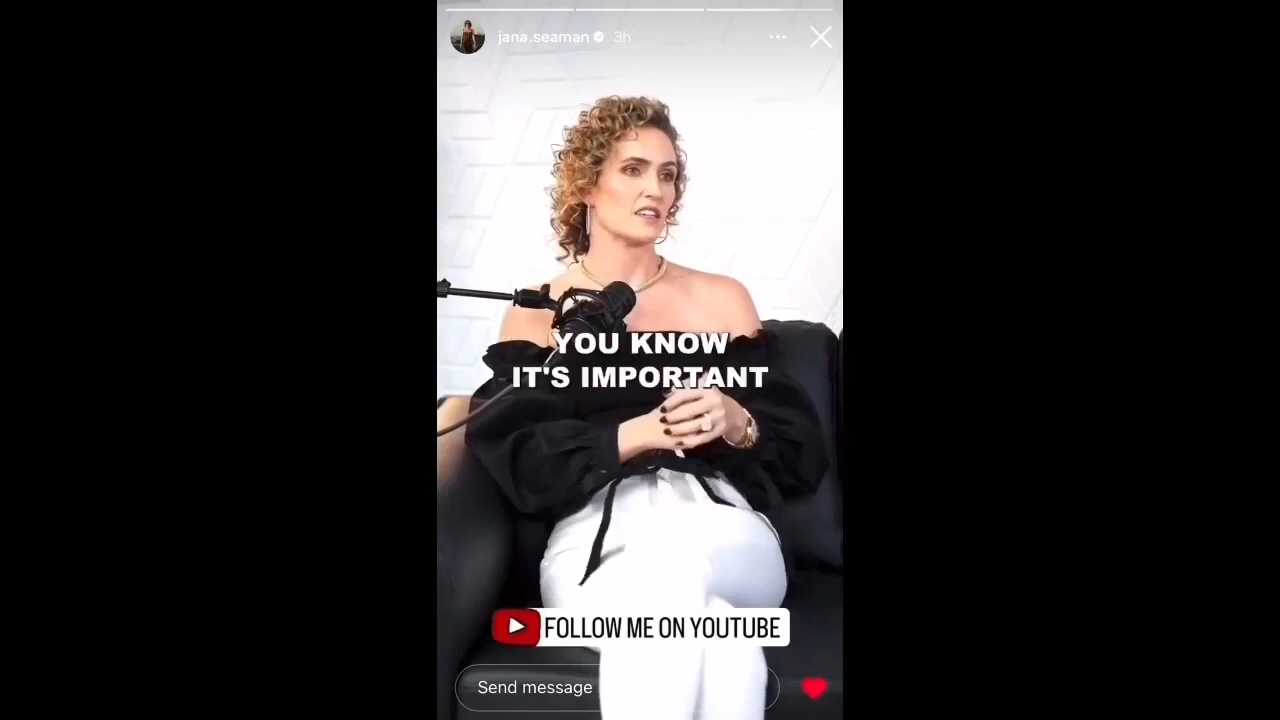 jana.seaman 3h
YOU KNOW
IT'S IMPORTANT
FOLLOW ME ON YOUTUBE
Send message